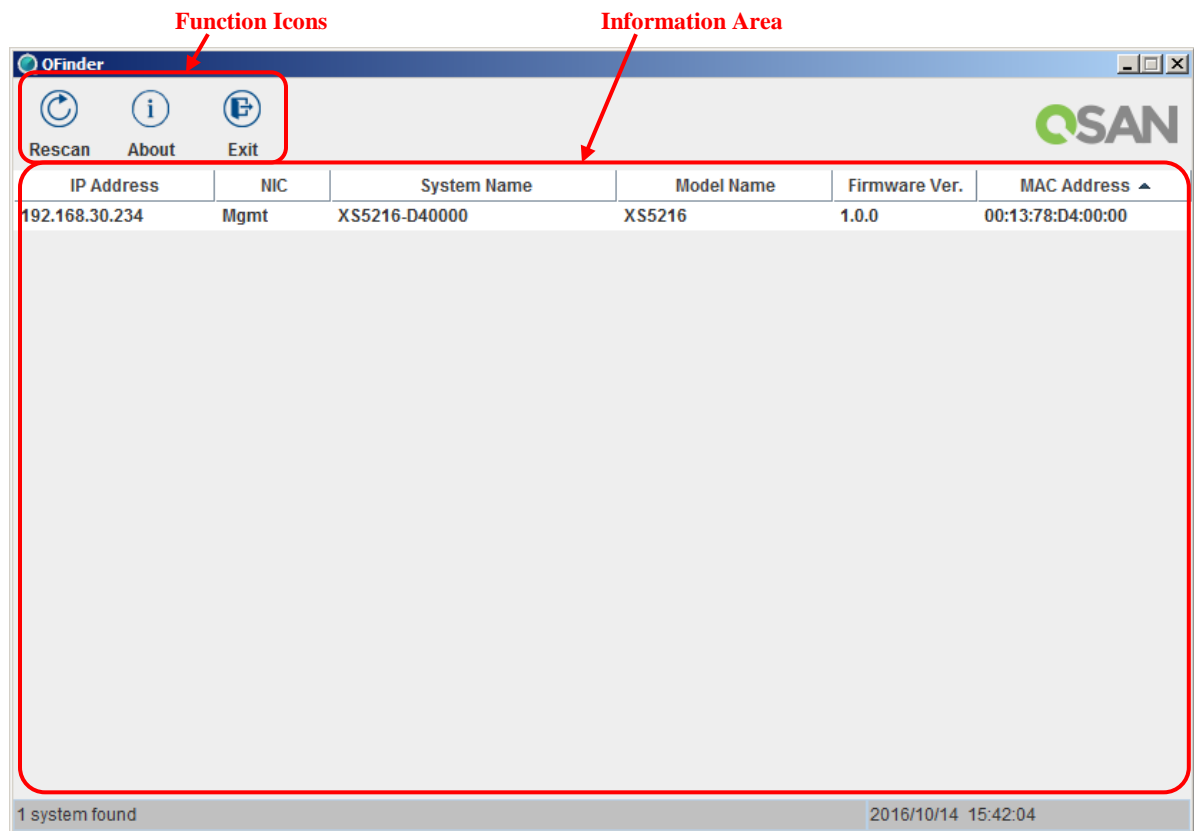 Function Icons Information Area
QFinder
Rescan About Exit
QSAN
IP Address NIC System Name Model Name Firmware Ver. MAC Address
192.168.30.234 Mgmt XS5216-D40000 XS5216 1.0.0 00:13:78:D4:00:00
1 system found 2016/10/14 15:42:04